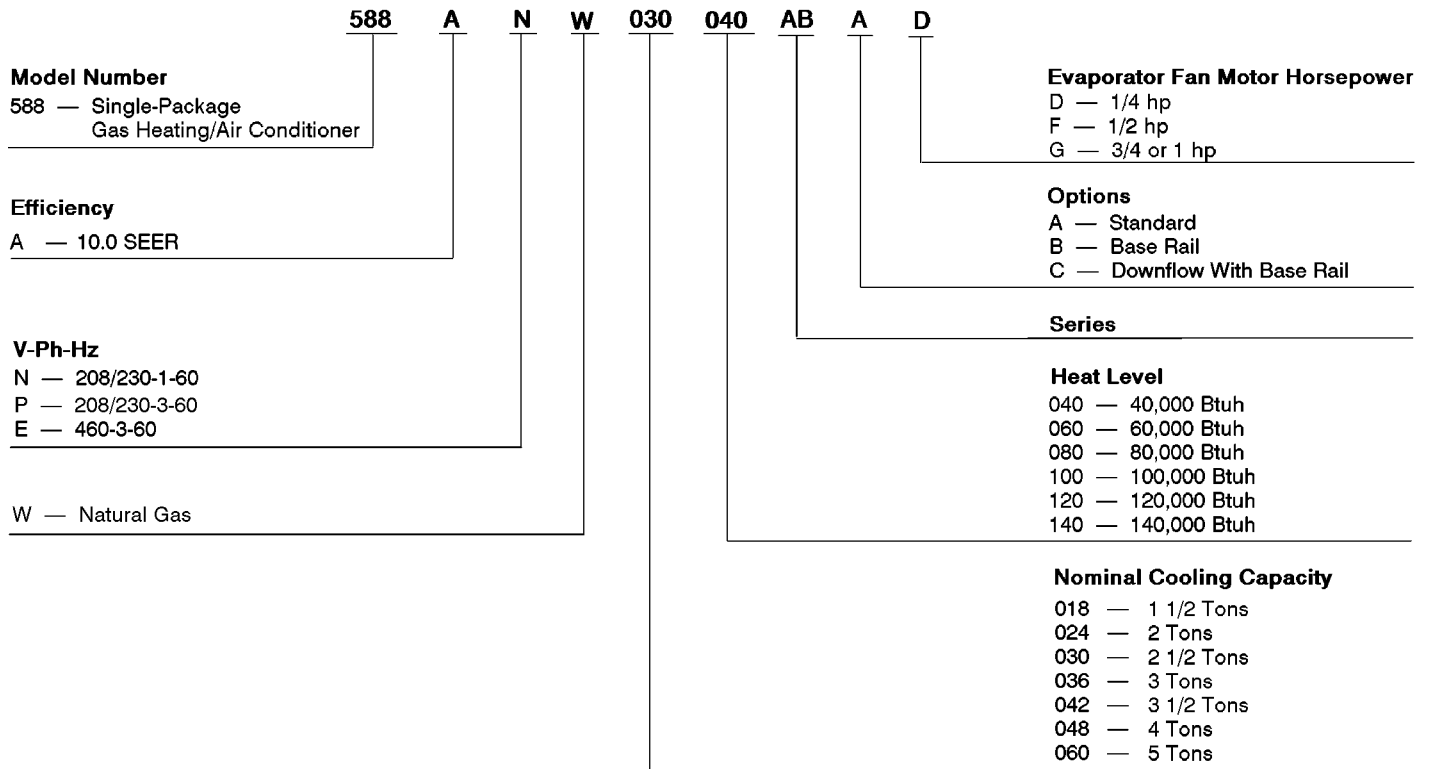 588 A N W 030 040 AB A D
Model Number
588 — Single-Package
Gas Heating/Air Conditioner
Efficiency
A — 10.0 SEER
V-Ph-Hz
N — 208/230-1-60
P — 208/230-3-60
E — 460-3-60
W — Natural Gas
Evaporator Fan Motor Horsepower
D — 1/4 hp
F — 1/2 hp
G — 3/4 or 1 hp
Options
A — Standard
B — Base Rail
C — Downflow With Base Rail
Series
Heat Level
040 — 40,000 Btuh
060 — 60,000 Btuh
080 — 80,000 Btuh
100 — 100,000 Btuh
120 — 120,000 Btuh
140 — 140,000 Btuh
Nominal Cooling Capacity
018 — 1 1/2 Tons
024 — 2 Tons
030 — 2 1/2 Tons
036 — 3 Tons
042 — 3 1/2 Tons
048 — 4 Tons
060 — 5 Tons